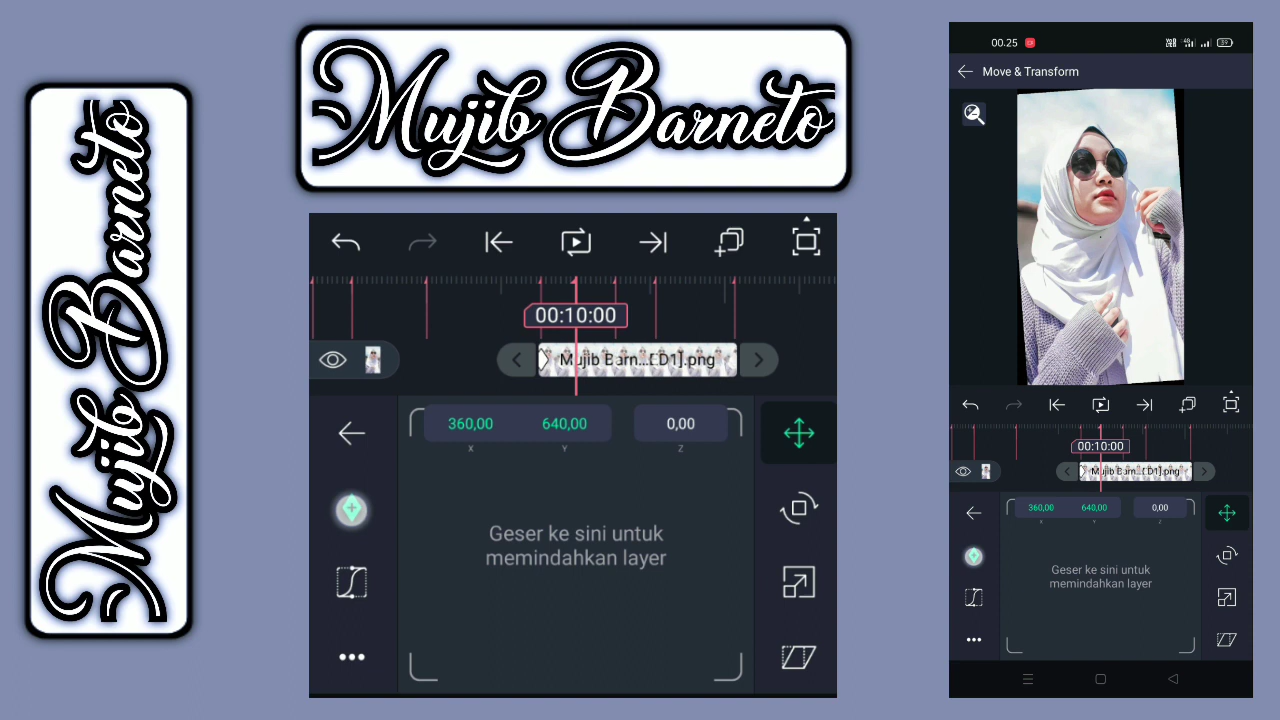 Mujib Barneto
Mujib Barneto
00:10:00
Mujib Barn...[.D1].png
360,00 640,00 0,00
X Y Z
Geser ke sini untuk
memindahkan layer
00.25
59
Move & Transform
00:10:00
Mujib Barn...[.D1].png
360,00 640,00 0,00
X Y Z
Geser ke sini untuk
memindahkan layer